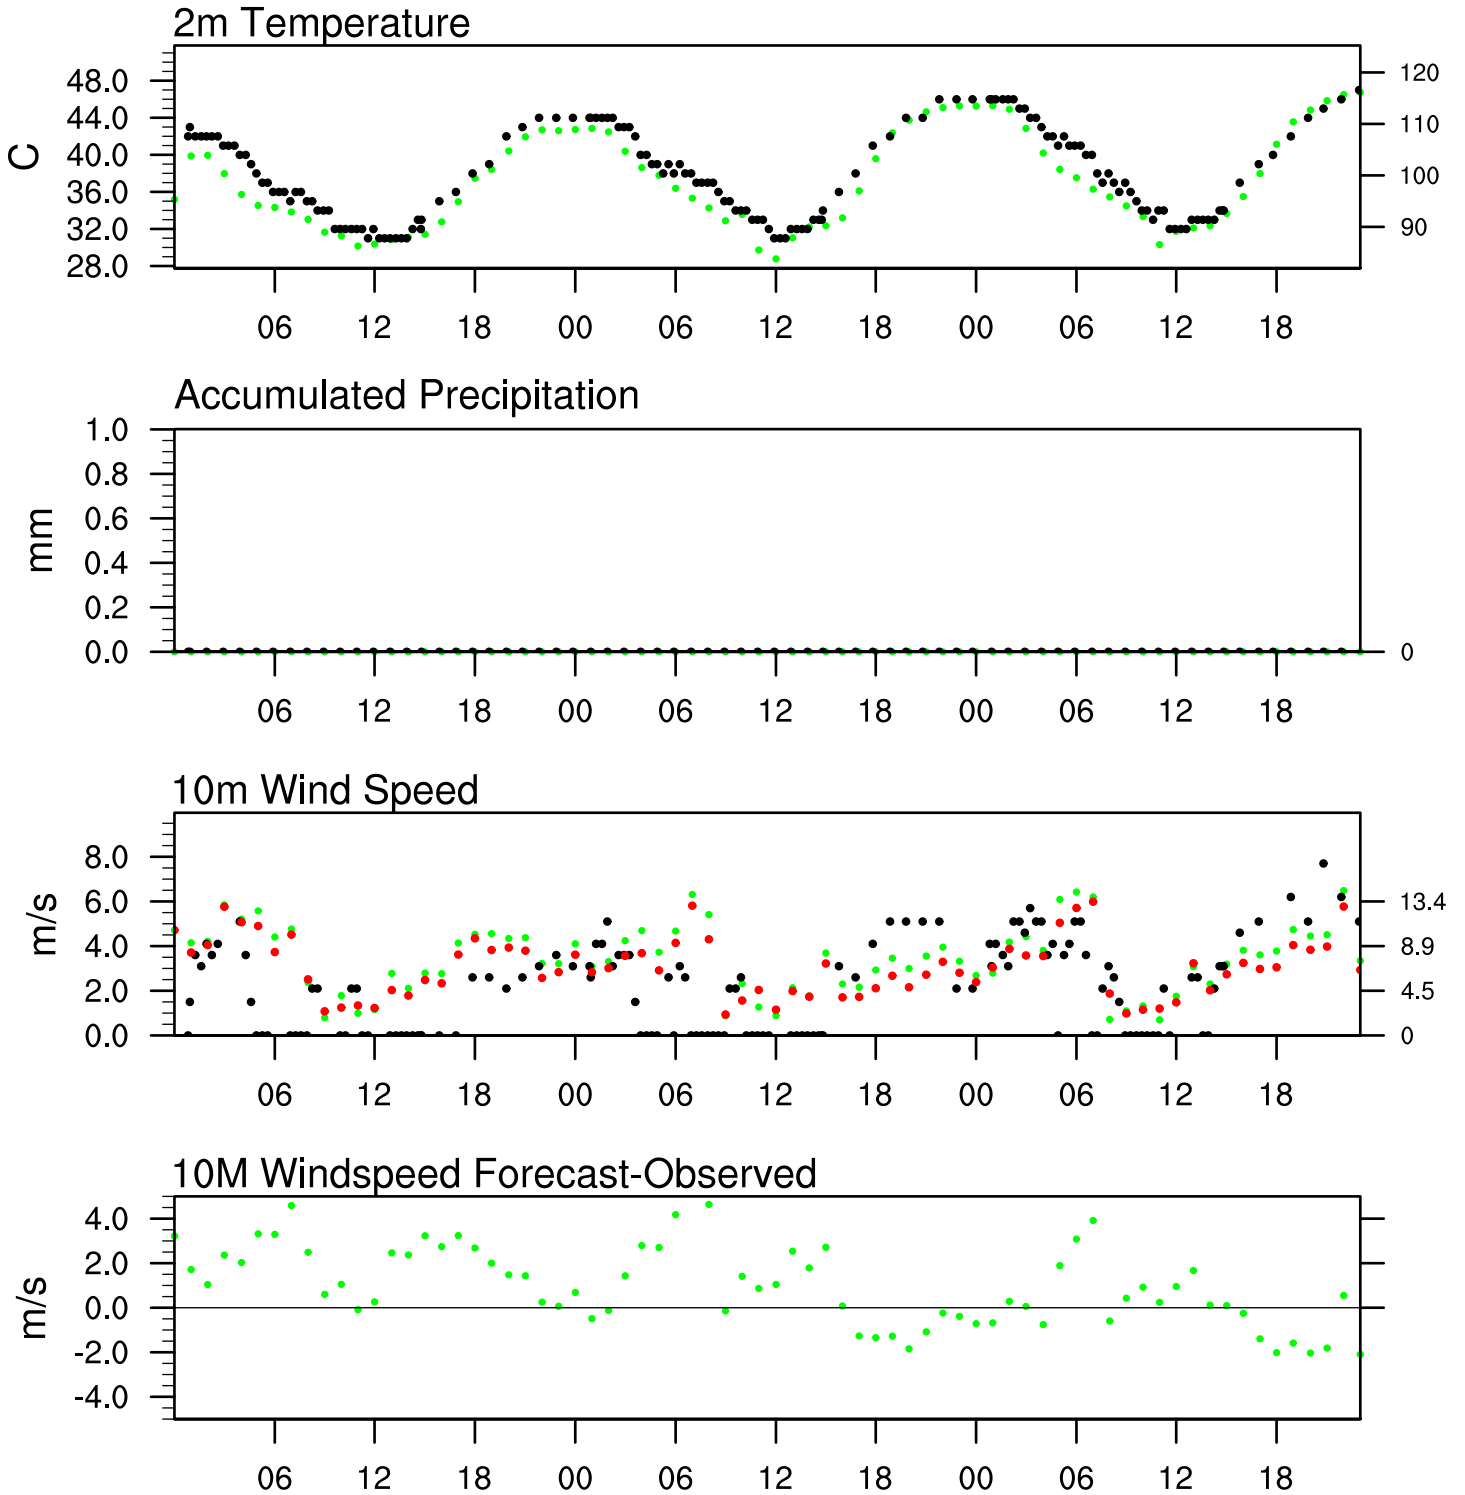 2m Temperature
48.0
44.0
40.0
36.0
32.0
28.0
C
120
110
100
90
06 12 18 00 06 12 18 00 06 12 18
Accumulated Precipitation
1.0
0.8
0.6
0.4
0.2
0.0
mm
0
06 12 18 00 06 12 18 00 06 12 18
10m Wind Speed
8.0
6.0
4.0
2.0
0.0
m/s
13.4
8.9
4.5
0
06 12 18 00 06 12 18 00 06 12 18
10M Windspeed Forecast-Observed
4.0
2.0
0.0
-2.0
-4.0
m/s
06 12 18 00 06 12 18 00 06 12 18